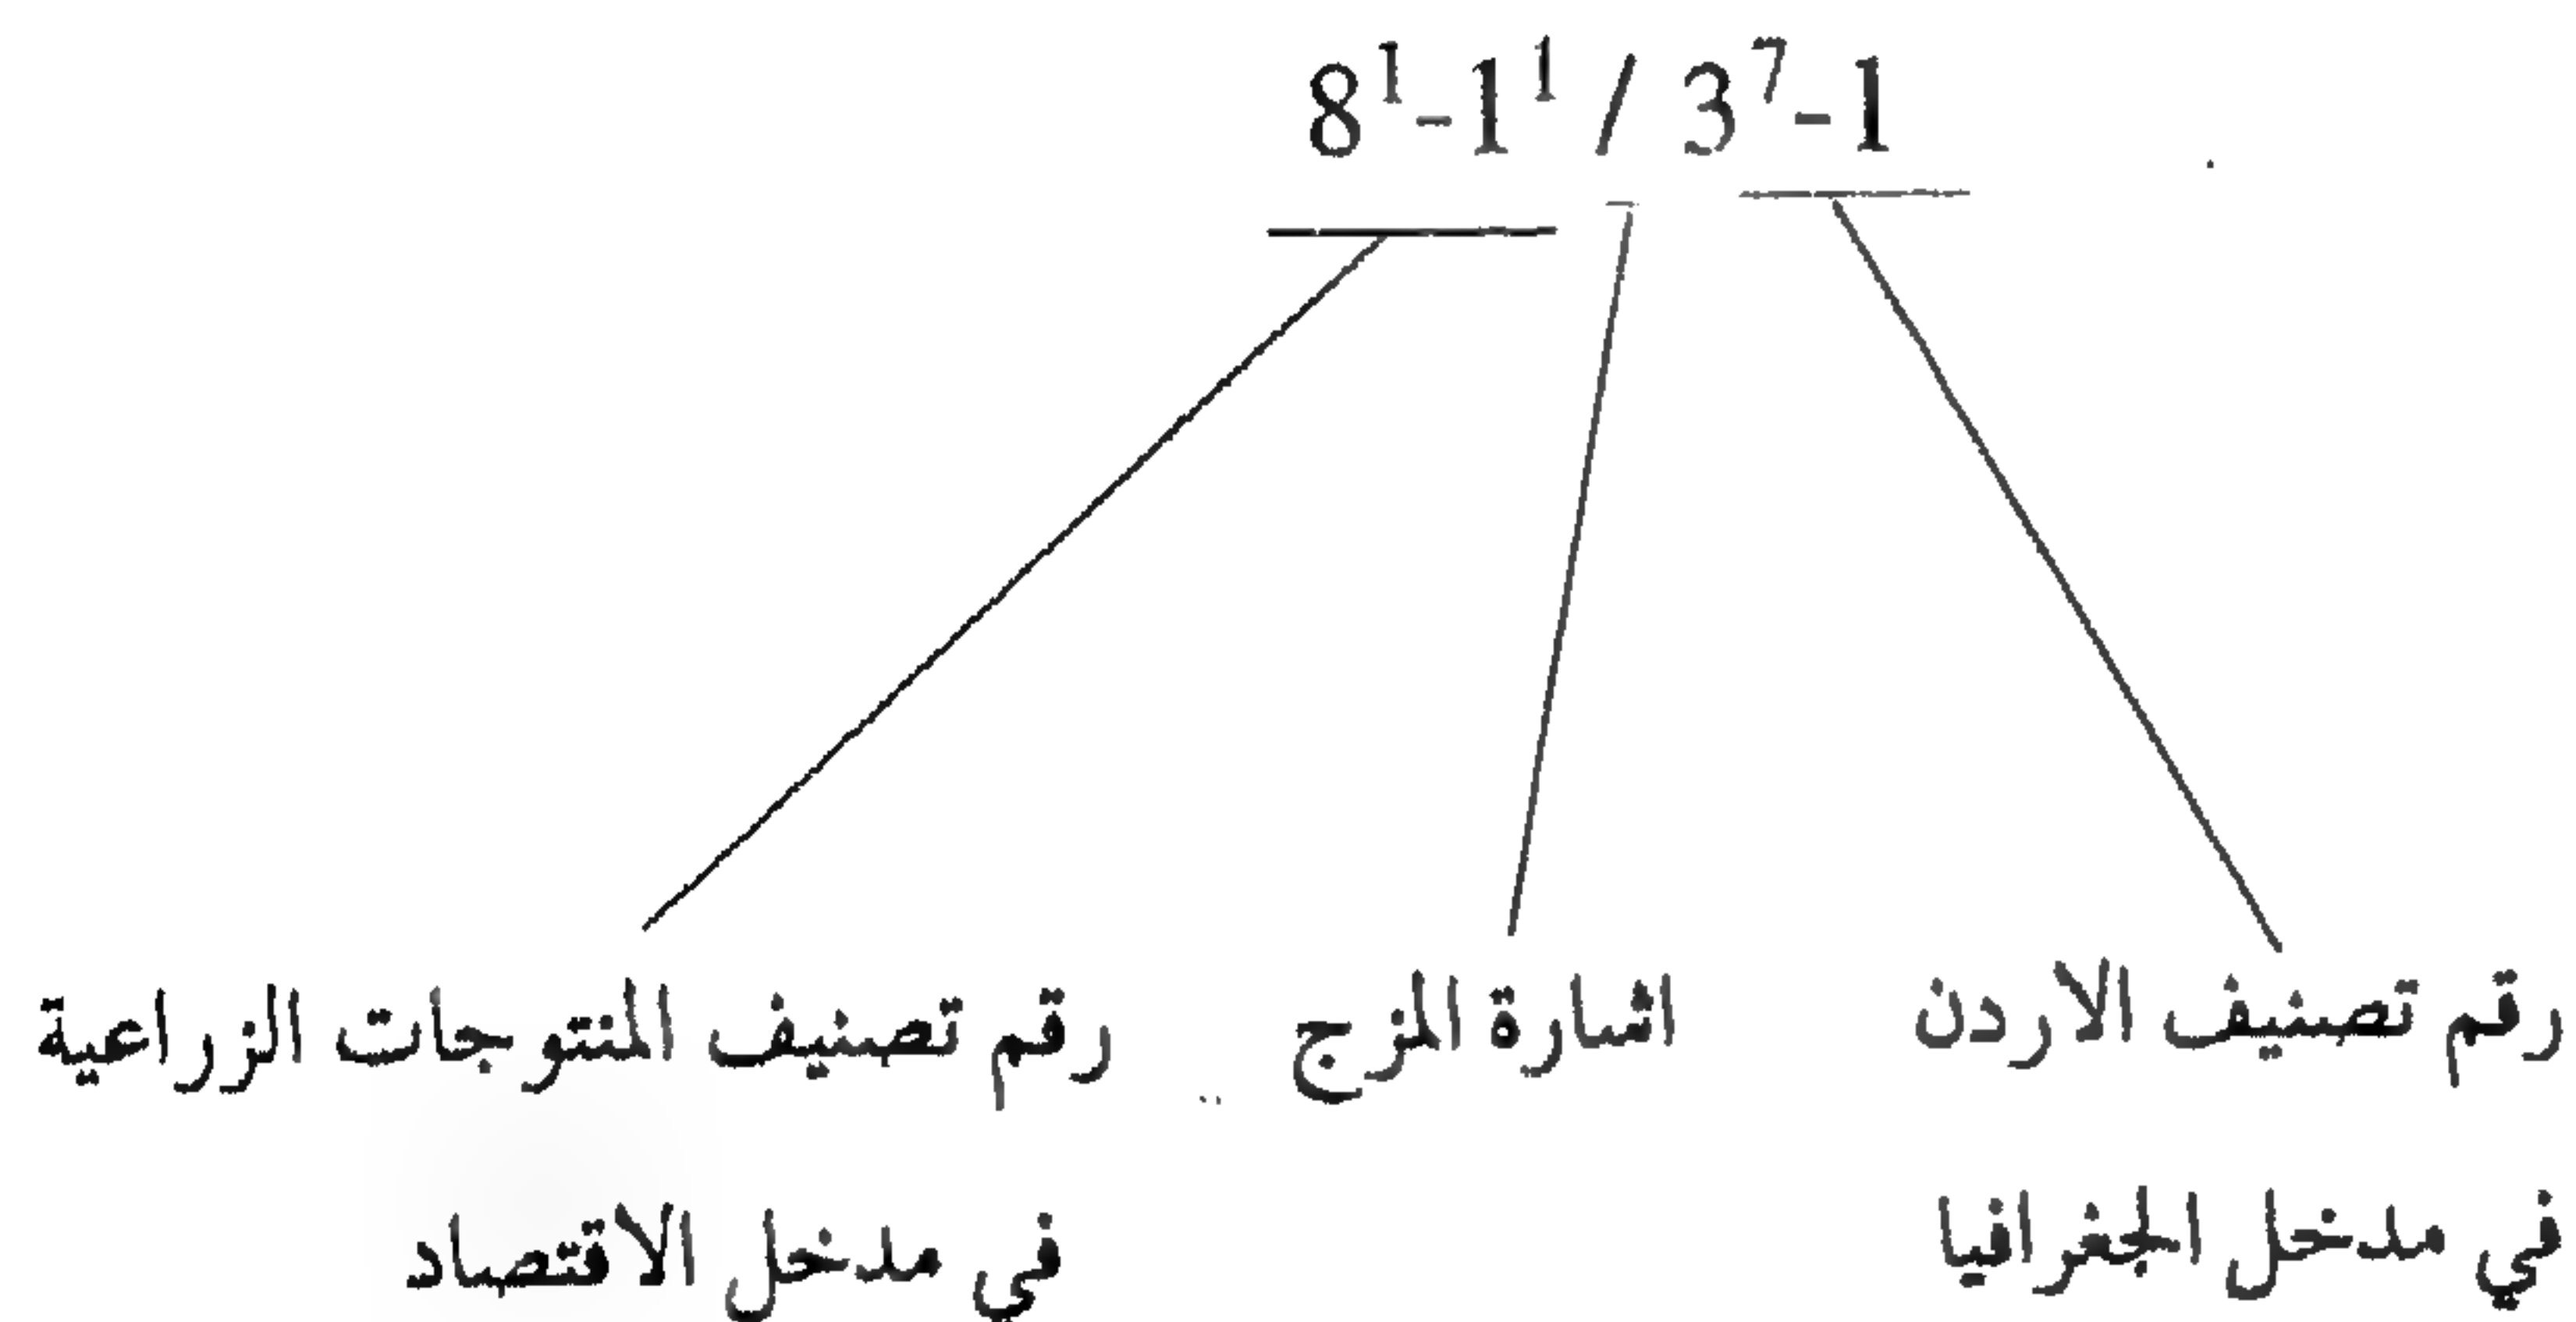 8¹-1¹ / 3⁷-1
رقم تصنيف الاردن
في مدخل الجغرافيا
اشارة المزج
رقم تصنيف المنتوجات الزراعية
في مدخل الاقتصاد